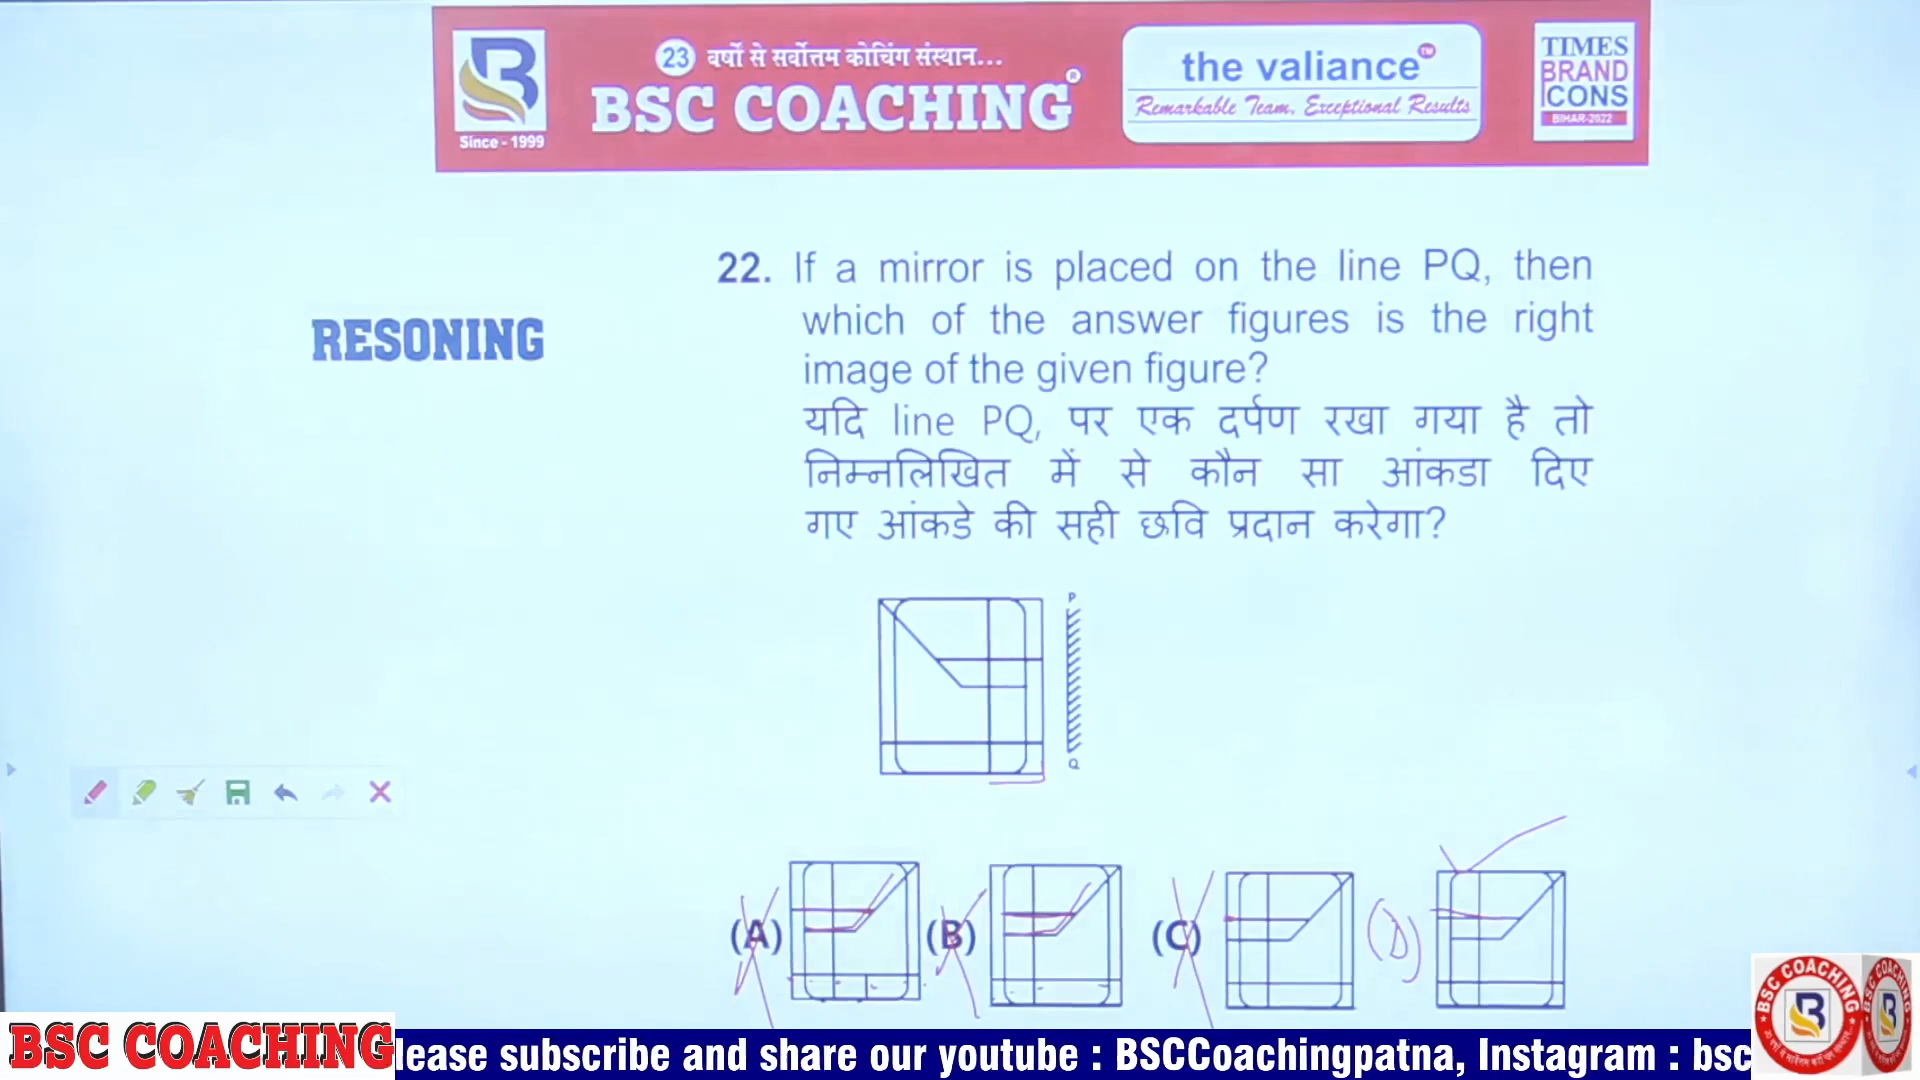 23 वर्षों से सर्वोत्तम कोचिंग संस्थान...
BSC COACHING®
Since - 1999
the valiance™
Remarkable Team, Exceptional Results
TIMES
BRAND
ICONS
BIHAR-2022
RESONING
22. If a mirror is placed on the line PQ, then
which of the answer figures is the right
image of the given figure?
यदि line PQ, पर एक दर्पण रखा गया है तो
निम्नलिखित में से कौन सा आंकडा दिए
गए आंकडे की सही छवि प्रदान करेगा?
P
Q
(A) (B) (C) (D)
BSC COACHING
BSC COACHING
BSC COACHING
lease subscribe and share our youtube : BSCCoachingpatna, Instagram : bsc